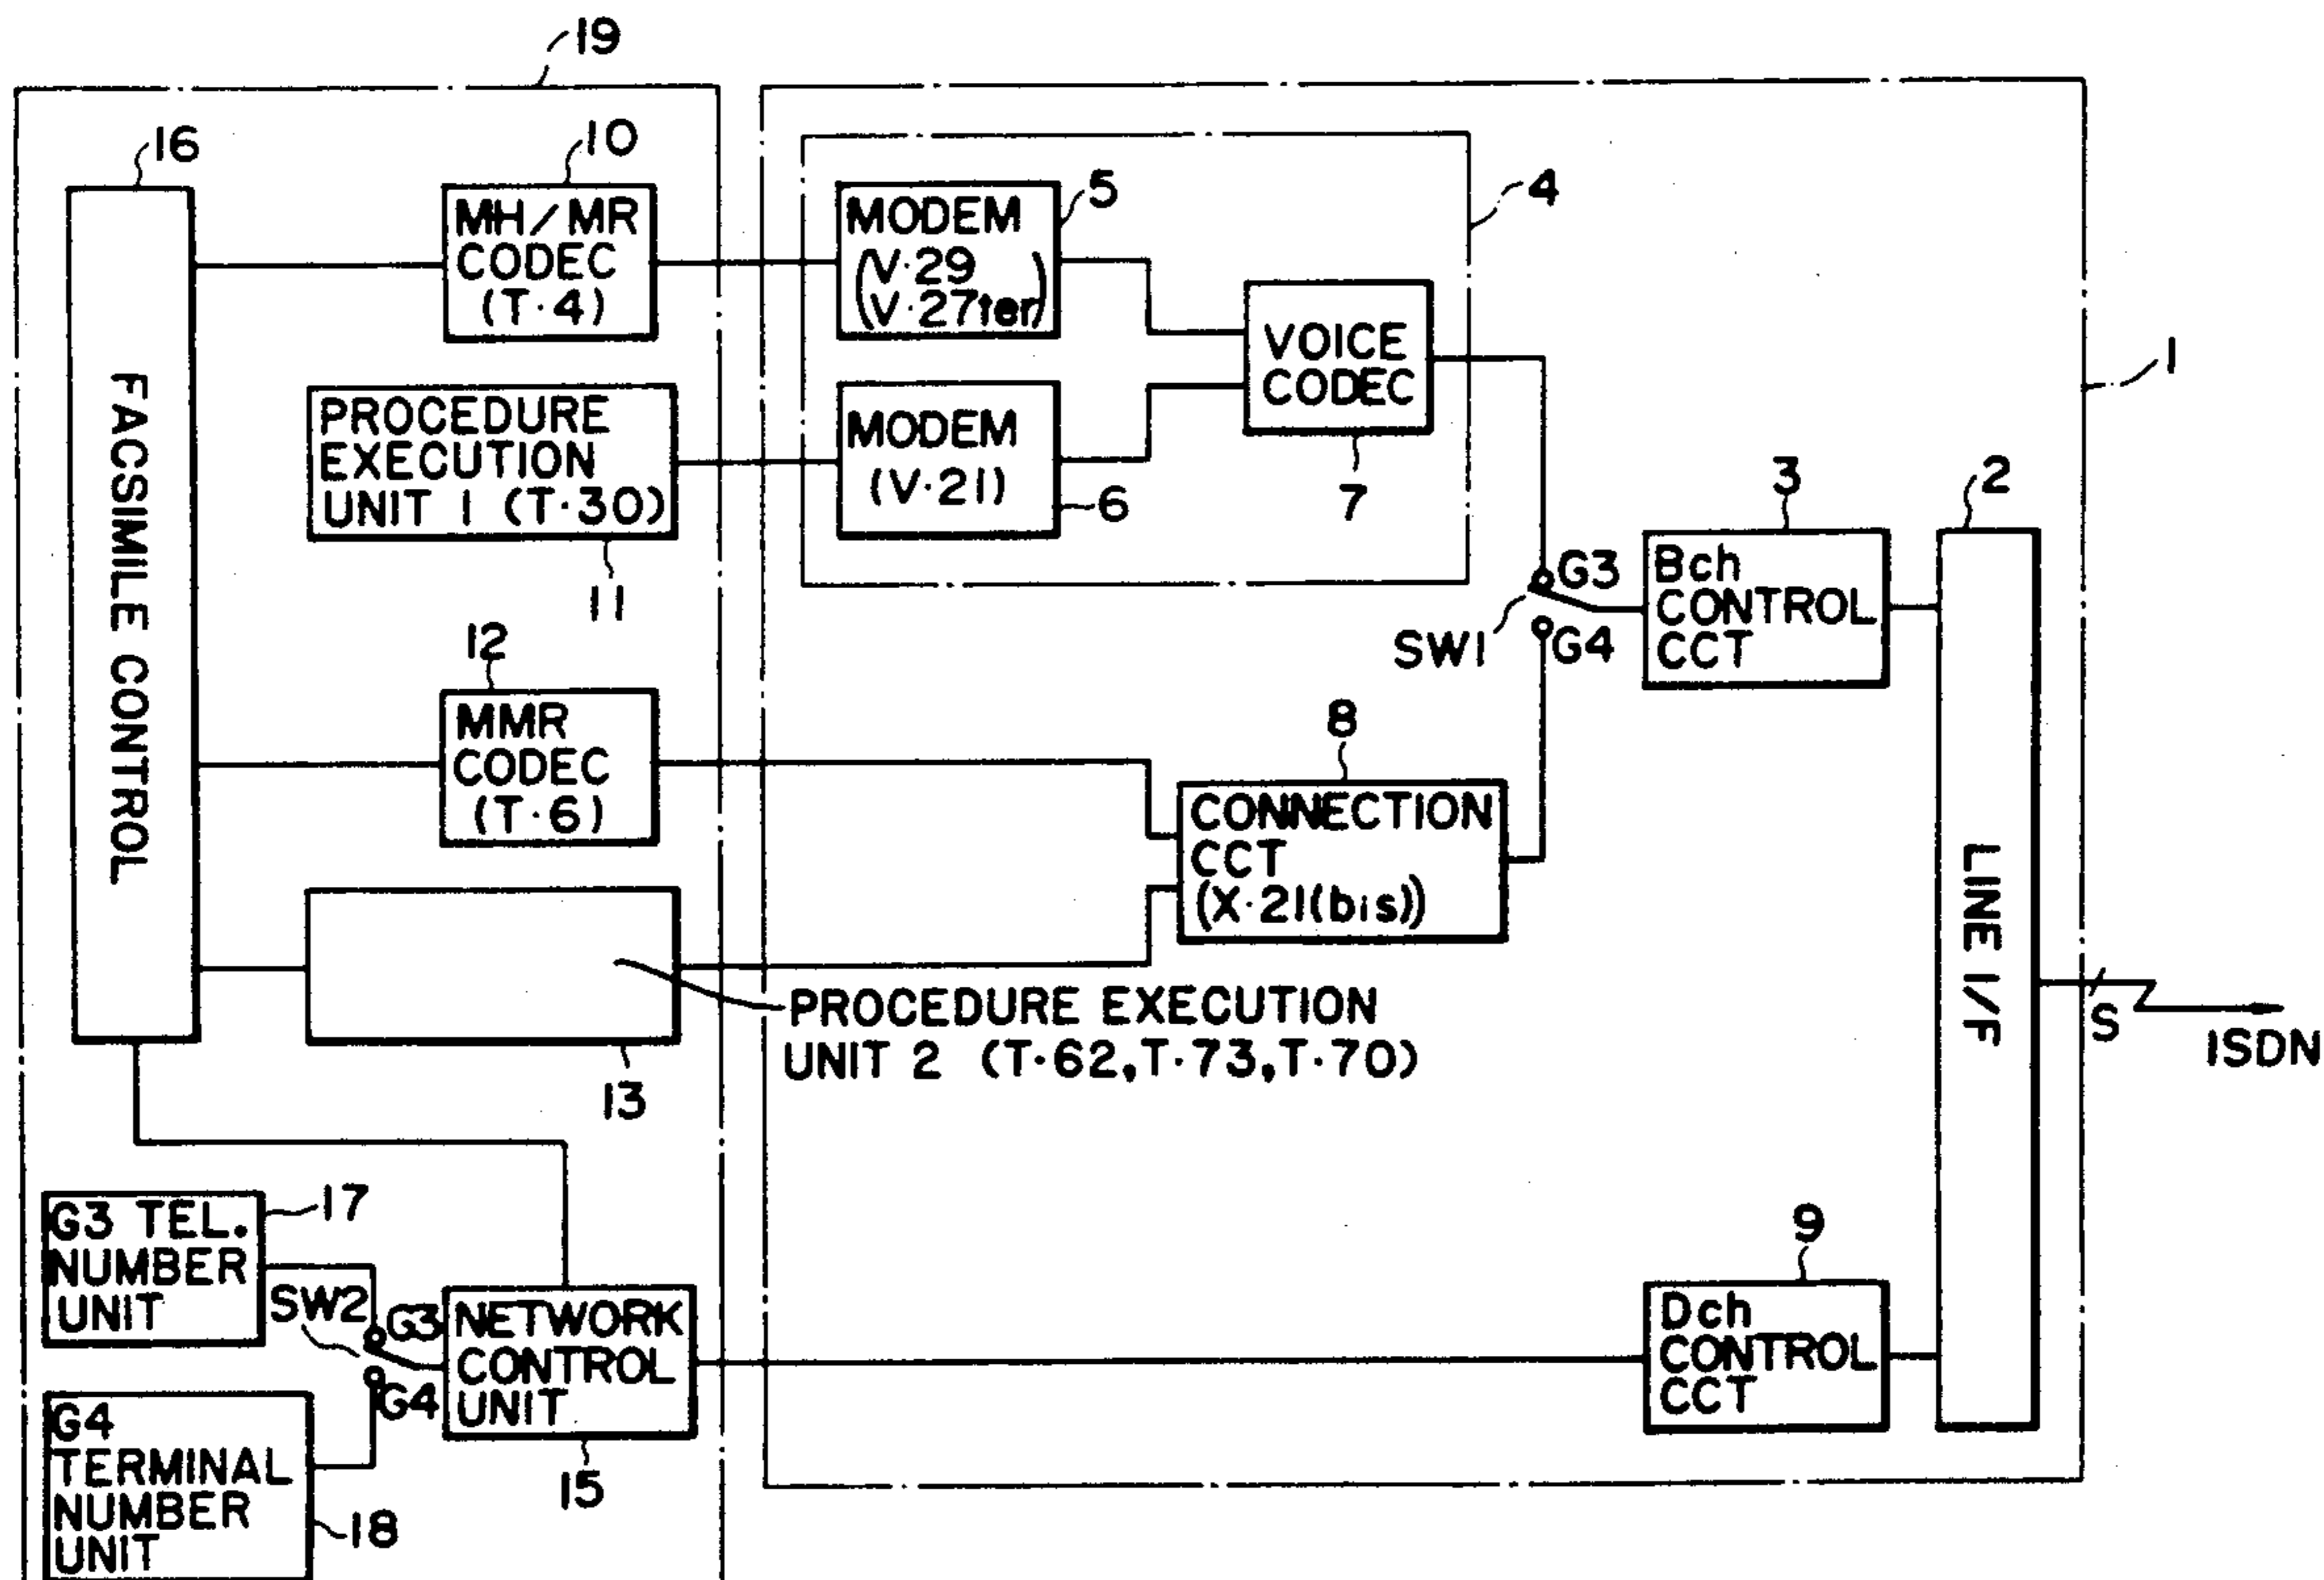 19
16
FACSIMILE CONTROL
10
MH/MR
CODEC
(T·4)
PROCEDURE
EXECUTION
UNIT 1 (T·30)
11
12
MMR
CODEC
(T·6)
13
PROCEDURE EXECUTION
UNIT 2 (T·62,T·73,T·70)
5
MODEM
(V·29
V·27ter)
MODEM
(V·21)
6
VOICE
CODEC
7
4
1
G3
SW1
G4
3
Bch
CONTROL
CCT
2
LINE I/F
8
CONNECTION
CCT
(X·21(bis))
S
ISDN
17
G3 TEL.
NUMBER
UNIT
SW2
G3
G4
NETWORK
CONTROL
UNIT
15
G4
TERMINAL
NUMBER
UNIT
18
9
Dch
CONTROL
CCT